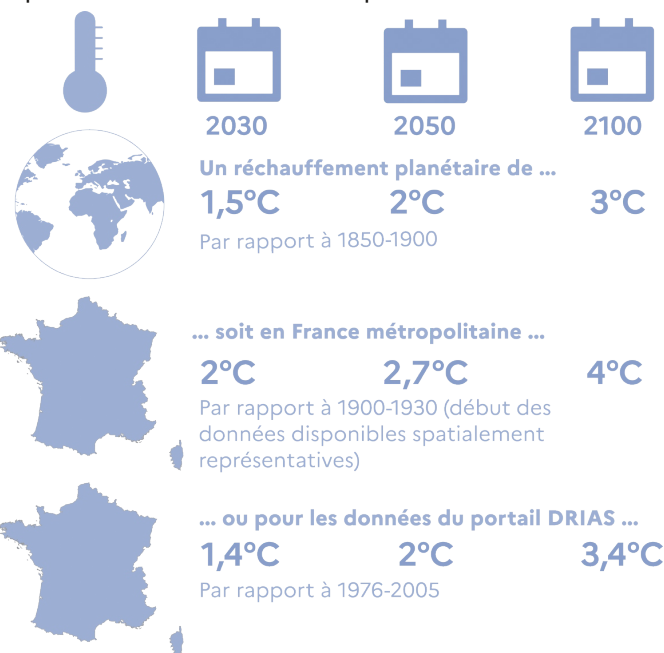 2030 2050 2100
Un réchauffement planétaire de ...
1,5°C 2°C 3°C
Par rapport à 1850-1900
... soit en France métropolitaine ...
2°C 2,7°C 4°C
Par rapport à 1900-1930 (début des
données disponibles spatialement
représentatives)
... ou pour les données du portail DRIAS ...
1,4°C 2°C 3,4°C
Par rapport à 1976-2005